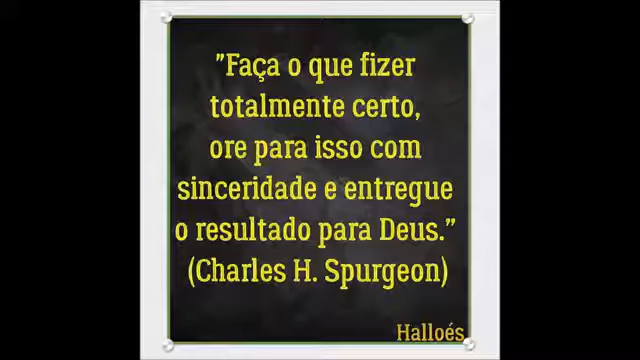 "Faça o que fizer
totalmente certo,
ore para isso com
sinceridade e entregue
o resultado para Deus."
(Charles H. Spurgeon)
Halloés